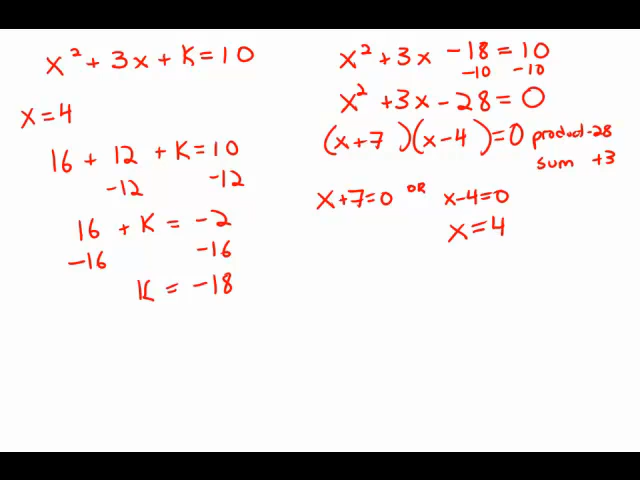 x² + 3x + K = 10
x = 4
16 + 12 + K = 10
-12 -12
16 + K = -2
-16 -16
K = -18
x² + 3x - 18 = 10
-10 -10
x² + 3x - 28 = 0
(x+7)(x-4) = 0 product -28
sum +3
x+7=0 OR x-4=0
x=4